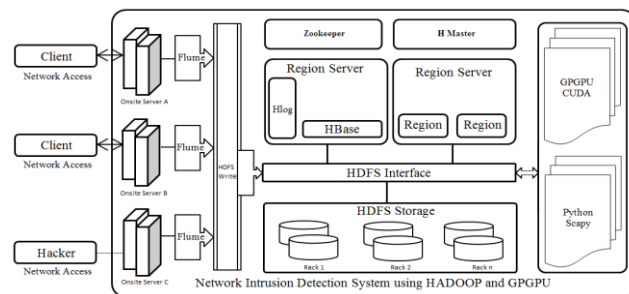 Zookeeper
H Master
Client
Network Access
Onsite Server A
Flume
Region Server
Hlog
HBase
Region Server
Region
Region
GPGPU
CUDA
Client
Network Access
Onsite Server B
Flume
HDFS
Write
HDFS Interface
Hacker
Network Access
Onsite Server C
Flume
HDFS Storage
Rack 1
Rack 2
Rack n
Python
Scapy
Network Intrusion Detection System using HADOOP and GPGPU